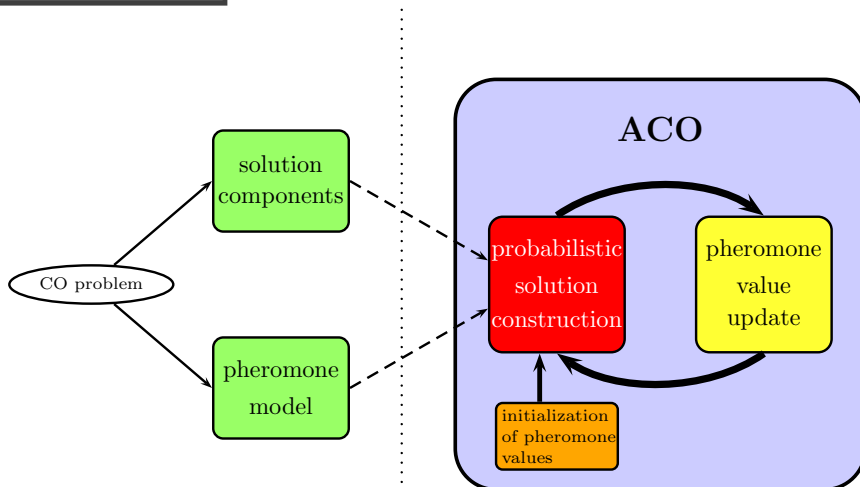 ACO
solution
components
CO problem
pheromone
model
probabilistic
solution
construction
pheromone
value
update
initialization
of pheromone
values